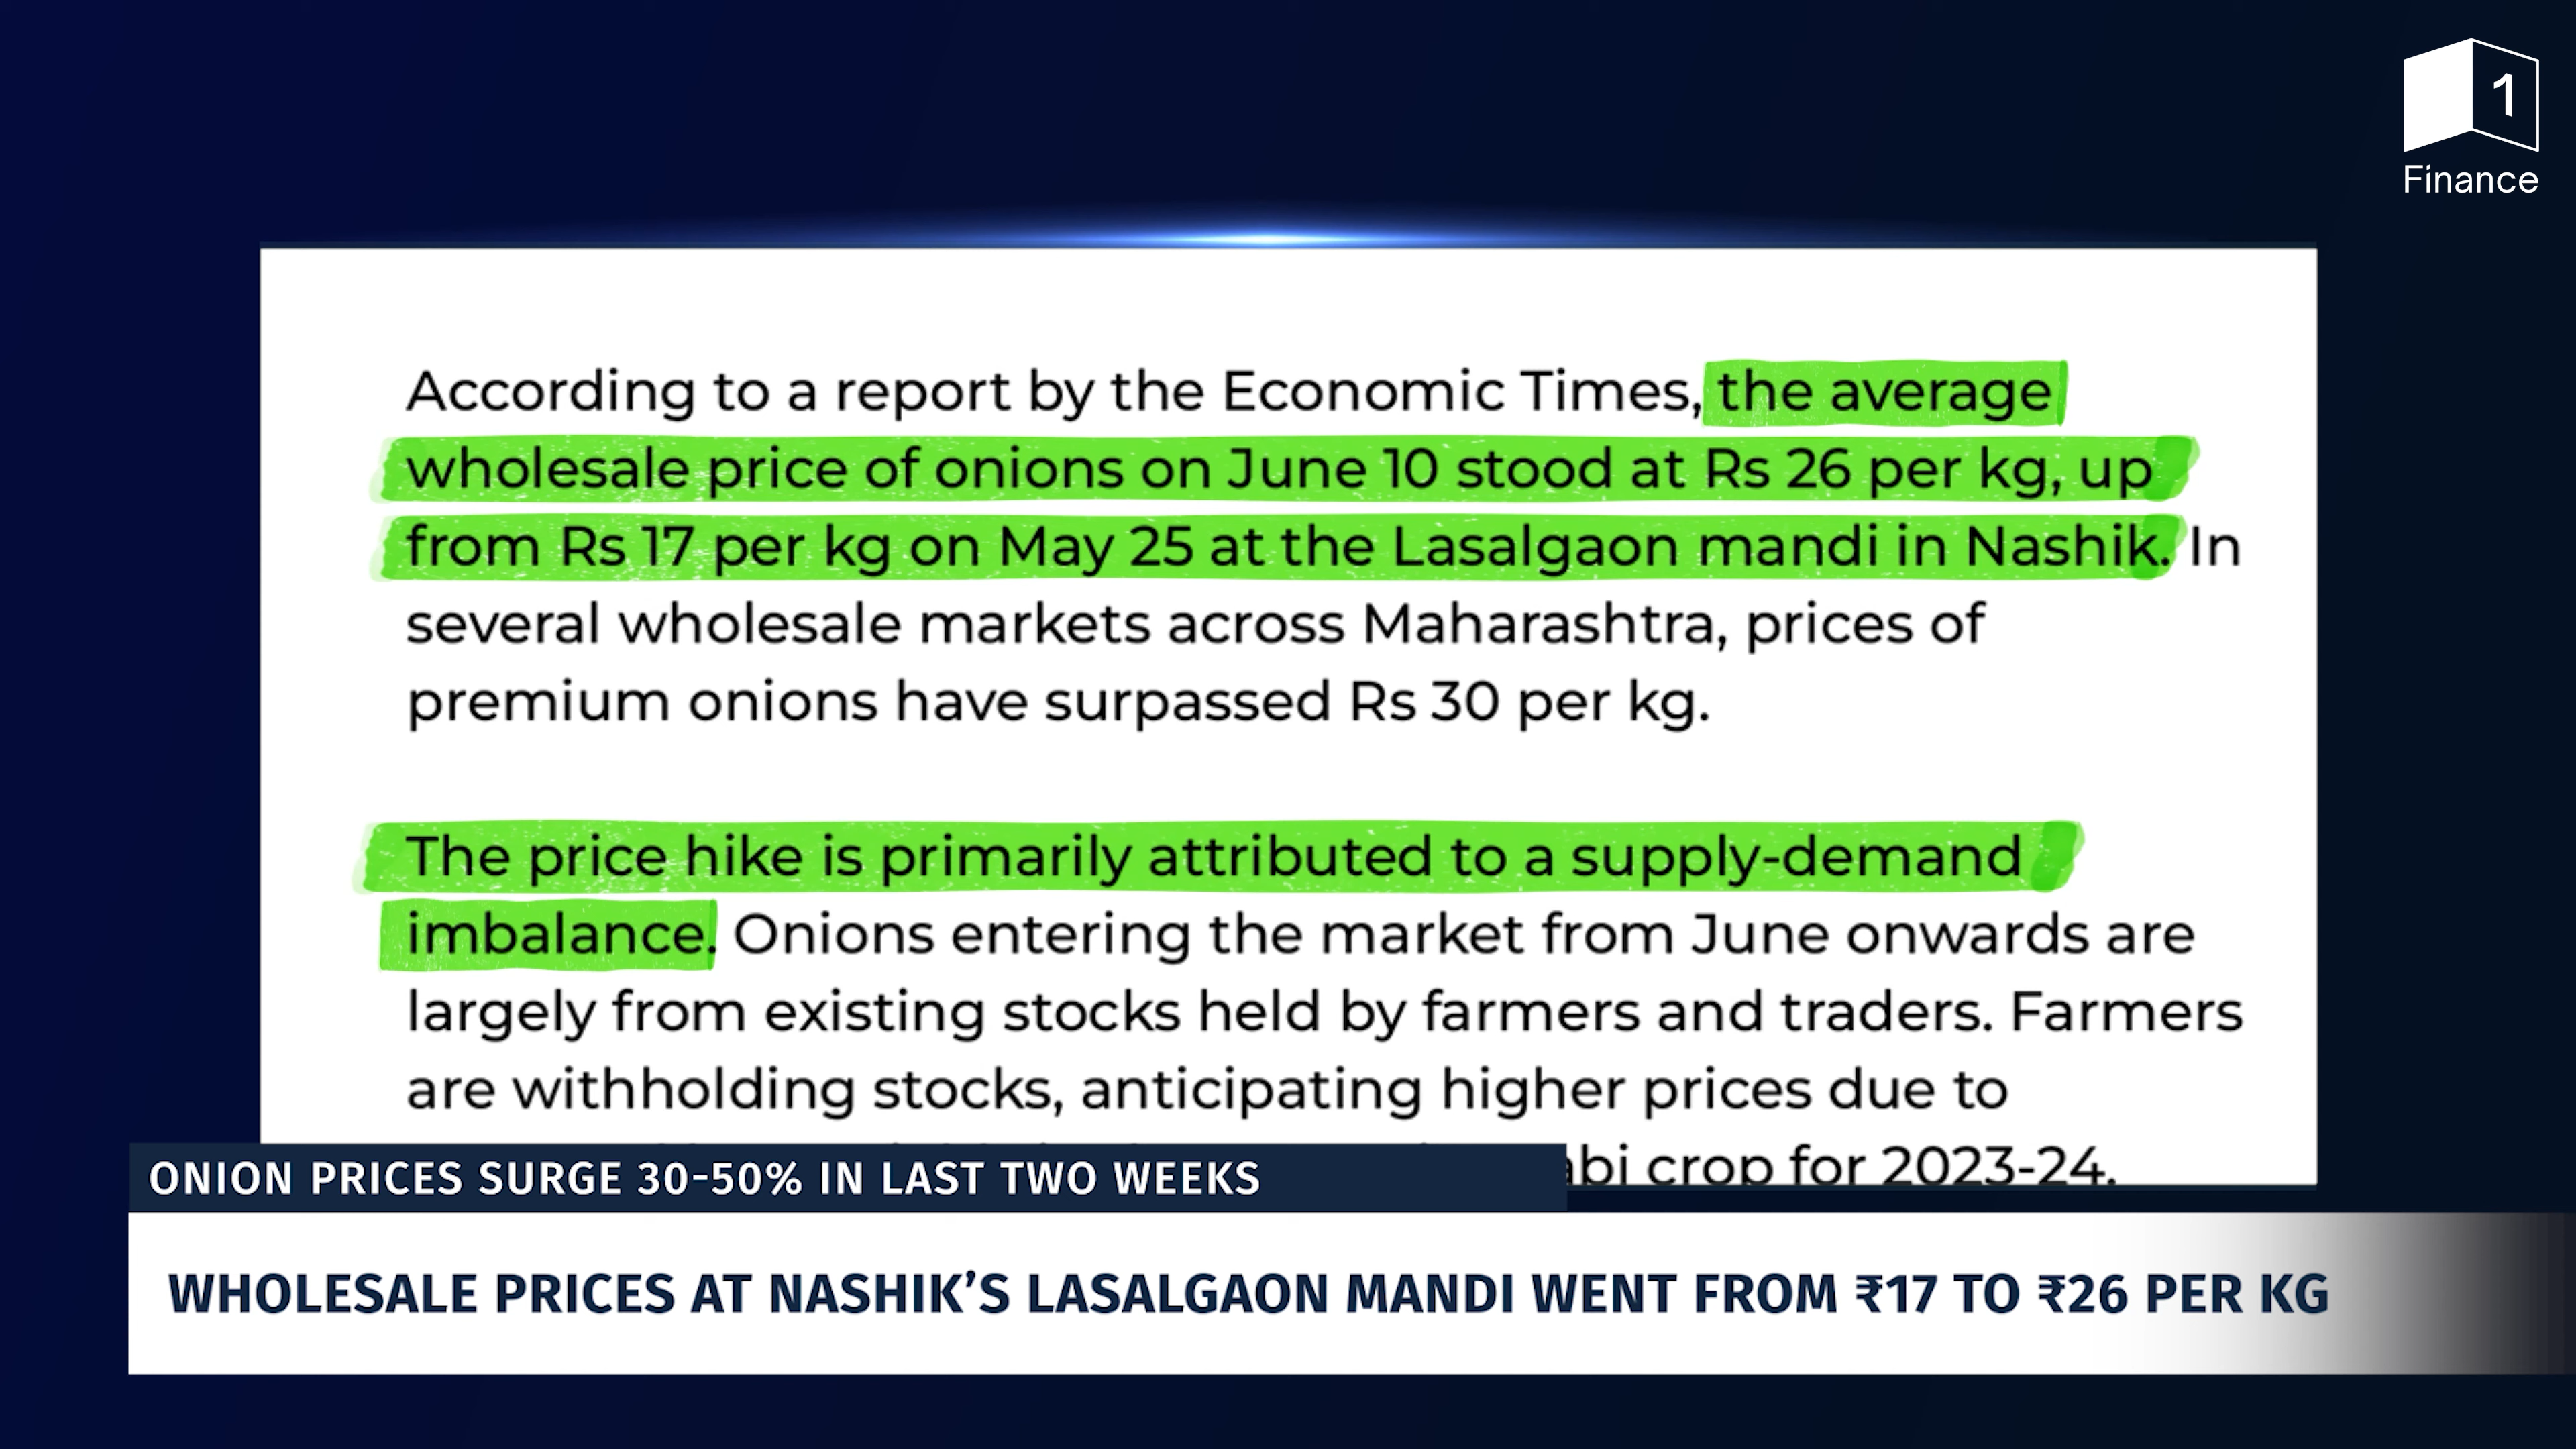 1
Finance
According to a report by the Economic Times, the average
wholesale price of onions on June 10 stood at Rs 26 per kg, up
from Rs 17 per kg on May 25 at the Lasalgaon mandi in Nashik. In
several wholesale markets across Maharashtra, prices of
premium onions have surpassed Rs 30 per kg.
The price hike is primarily attributed to a supply-demand
imbalance. Onions entering the market from June onwards are
largely from existing stocks held by farmers and traders. Farmers
are withholding stocks, anticipating higher prices due to
crop for 2023-24.
ONION PRICES SURGE 30-50% IN LAST TWO WEEKS
WHOLESALE PRICES AT NASHIK’S LASALGAON MANDI WENT FROM ₹17 TO ₹26 PER KG